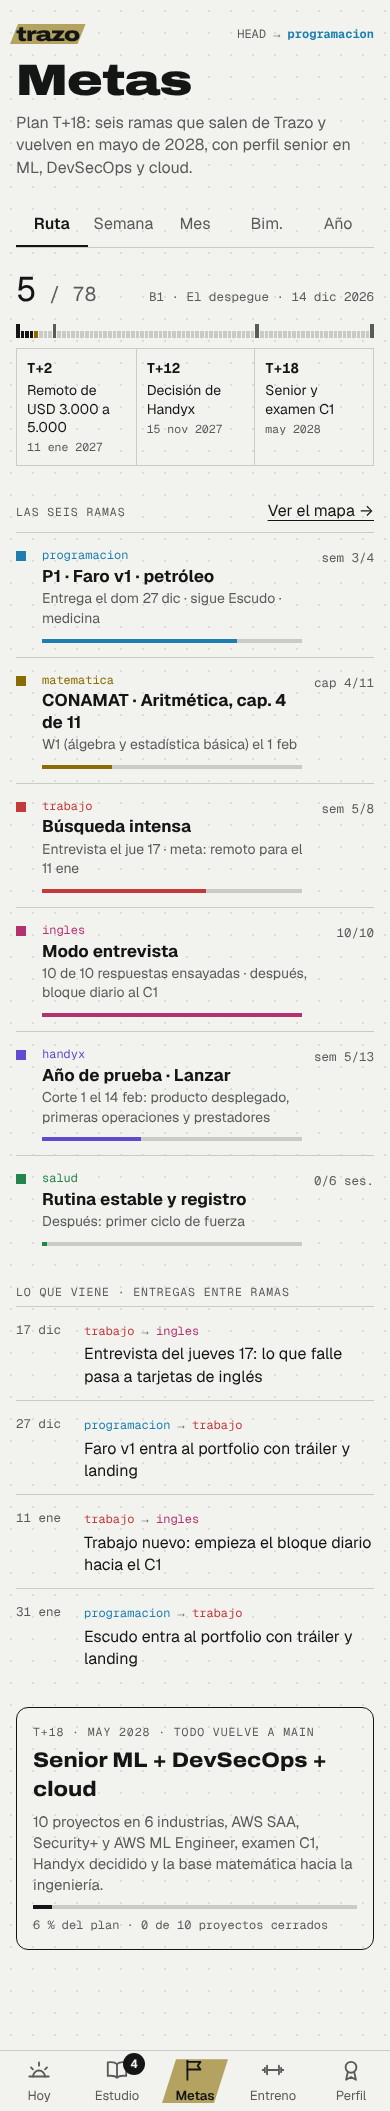 trazo
HEAD → programacion
Metas
Plan T+18: seis ramas que salen de Trazo y
vuelven en mayo de 2028, con perfil senior en
ML, DevSecOps y cloud.
Ruta Semana Mes Bim. Año
5 / 78
B1 · El despegue · 14 dic 2026
T+2
Remoto de
USD 3.000 a
5.000
11 ene 2027
T+12
Decisión de
Handyx
15 nov 2027
T+18
Senior y
examen C1
may 2028
LAS SEIS RAMAS
Ver el mapa →
programacion
sem 3/4
P1 · Faro v1 · petróleo
Entrega el dom 27 dic · sigue Escudo ·
medicina
matematica
cap 4/11
CONAMAT · Aritmética, cap. 4
de 11
W1 (álgebra y estadística básica) el 1 feb
trabajo
sem 5/8
Búsqueda intensa
Entrevista el jue 17 · meta: remoto para el
11 ene
ingles
10/10
Modo entrevista
10 de 10 respuestas ensayadas · después,
bloque diario al C1
handyx
sem 5/13
Año de prueba · Lanzar
Corte 1 el 14 feb: producto desplegado,
primeras operaciones y prestadores
salud
0/6 ses.
Rutina estable y registro
Después: primer ciclo de fuerza
LO QUE VIENE · ENTREGAS ENTRE RAMAS
17 dic
trabajo → ingles
Entrevista del jueves 17: lo que falle
pasa a tarjetas de inglés
27 dic
programacion → trabajo
Faro v1 entra al portfolio con tráiler y
landing
11 ene
trabajo → ingles
Trabajo nuevo: empieza el bloque diario
hacia el C1
31 ene
programacion → trabajo
Escudo entra al portfolio con tráiler y
landing
T+18 · MAY 2028 · TODO VUELVE A MAIN
Senior ML + DevSecOps +
cloud
10 proyectos en 6 industrias, AWS SAA,
Security+ y AWS ML Engineer, examen C1,
Handyx decidido y la base matemática hacia la
ingeniería.
6 % del plan · 0 de 10 proyectos cerrados
4
Hoy Estudio Metas Entreno Perfil